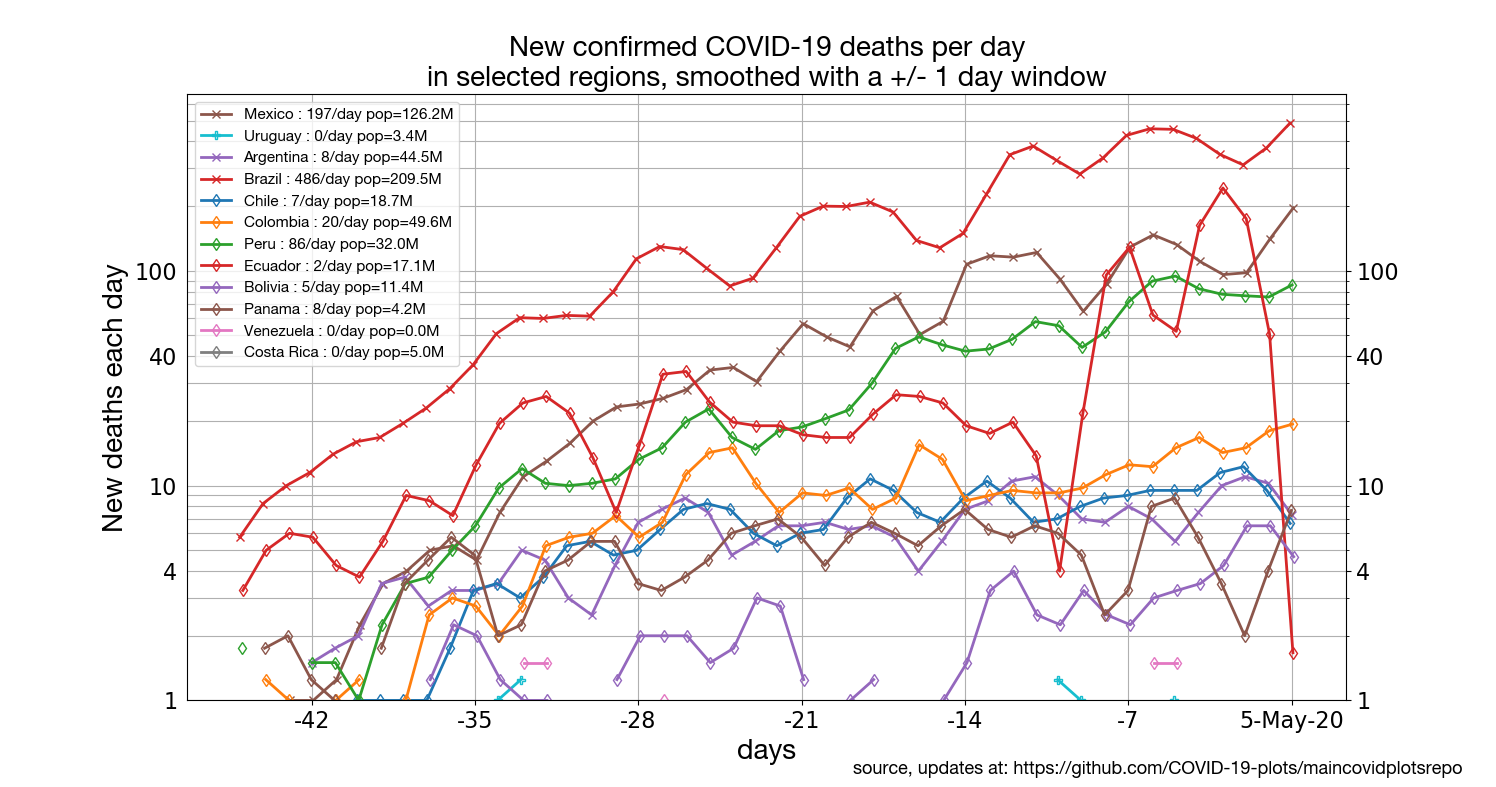 New confirmed COVID-19 deaths per day
in selected regions, smoothed with a +/- 1 day window
Mexico : 197/day pop=126.2M
Uruguay : 0/day pop=3.4M
Argentina : 8/day pop=44.5M
Brazil : 486/day pop=209.5M
Chile : 7/day pop=18.7M
Colombia : 20/day pop=49.6M
Peru : 86/day pop=32.0M
Ecuador : 2/day pop=17.1M
Bolivia : 5/day pop=11.4M
Panama : 8/day pop=4.2M
Venezuela : 0/day pop=0.0M
Costa Rica : 0/day pop=5.0M
New deaths each day
100
40
10
4
1
100
40
10
4
1
-42 -35 -28 -21 -14 -7 5-May-20
days
source, updates at: https://github.com/COVID-19-plots/maincovidplotsrepo